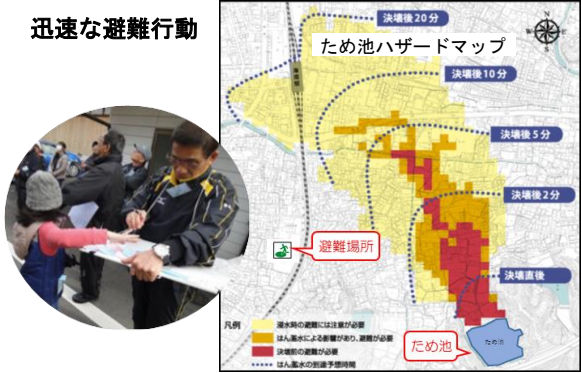 迅速な避難行動
決壊後20分
ため池ハザードマップ
N
W
E
S
決壊後10分
決壊後5分
決壊後2分
避難場所
決壊直後
凡例
浸水時の避難には注意が必要
はん濫水による影響があり、避難が必要
決壊前の避難が必要
はん濫水の到達予想時間
ため池
ため池